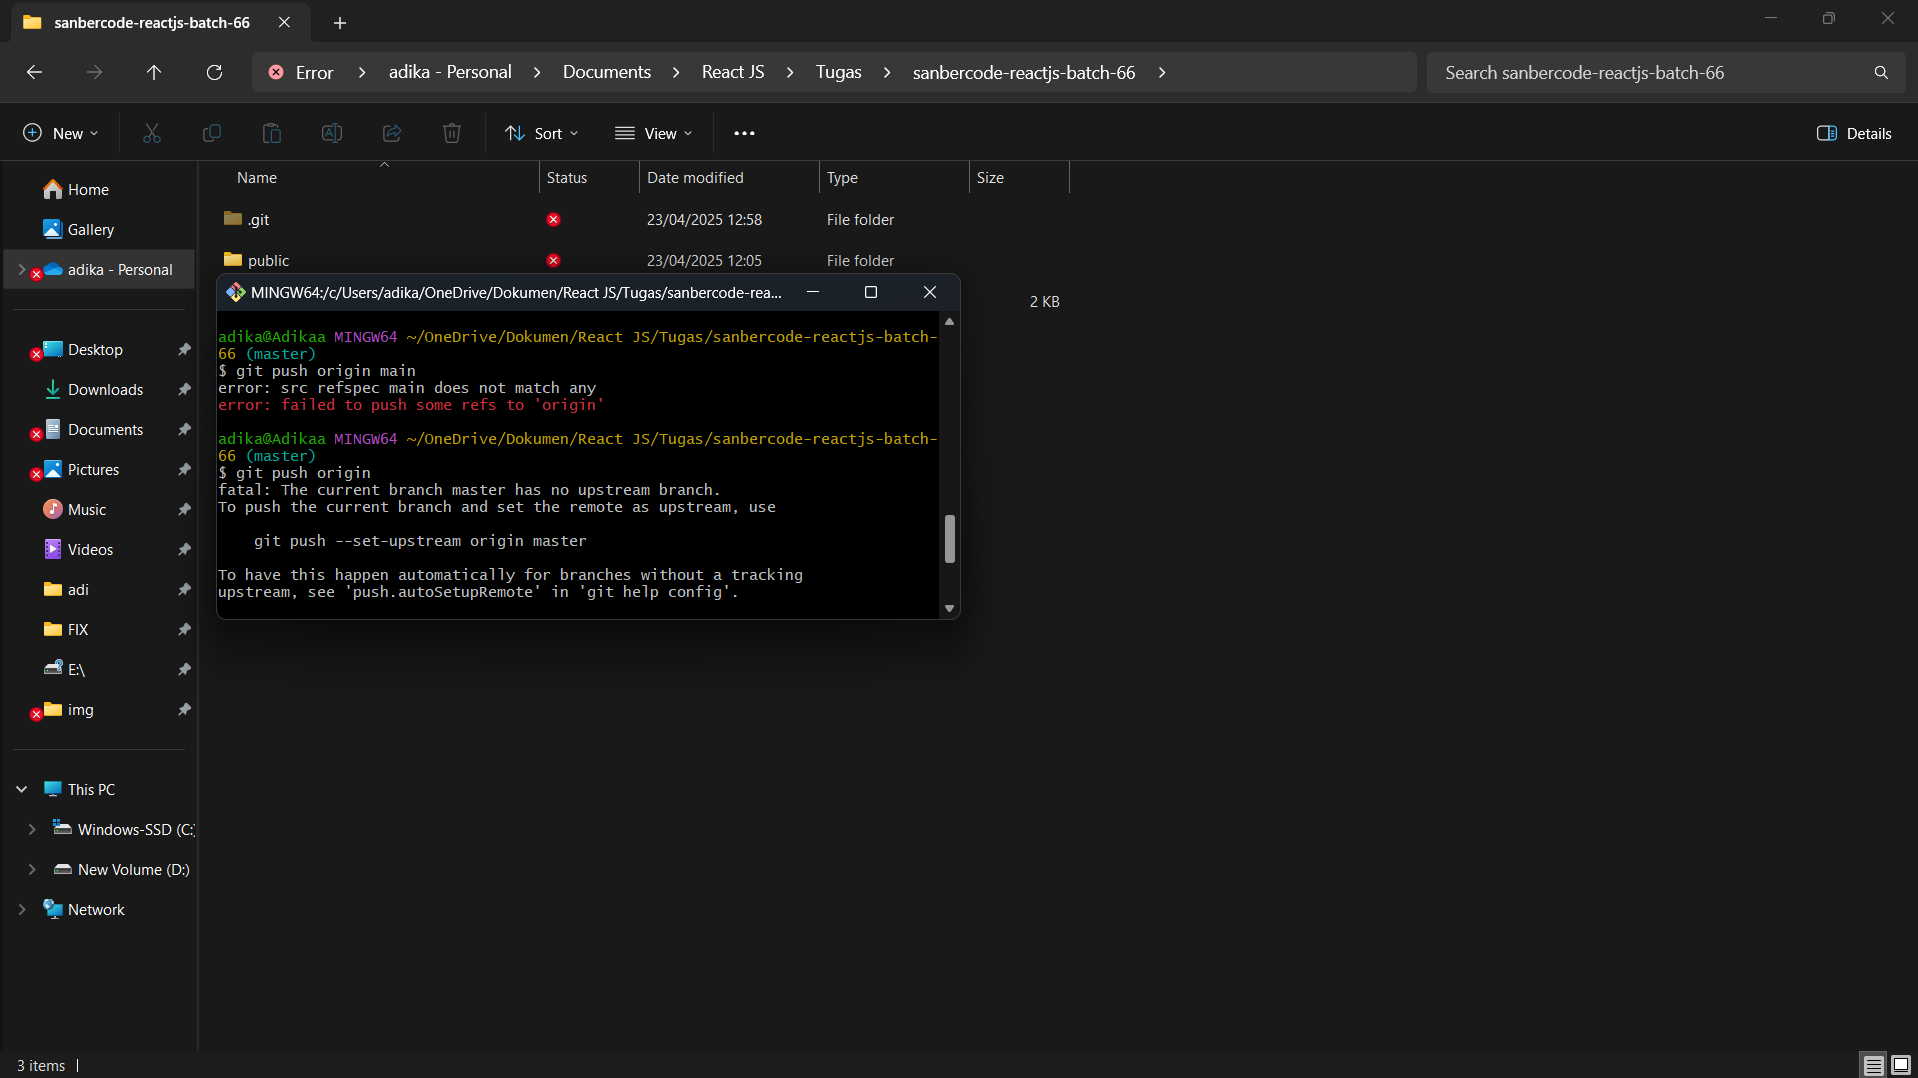 sanbercode-reactjs-batch-66
Error > adika - Personal > Documents > React JS > Tugas > sanbercode-reactjs-batch-66 >
Search sanbercode-reactjs-batch-66
New
Sort
View
Details
Name
Status
Date modified
Type
Size
.git
23/04/2025 12:58
File folder
public
23/04/2025 12:05
File folder
2 KB
Home
Gallery
adika - Personal
Desktop
Downloads
Documents
Pictures
Music
Videos
adi
FIX
E:\
img
This PC
Windows-SSD (C:)
New Volume (D:)
Network
MINGW64:/c/Users/adika/OneDrive/Dokumen/React JS/Tugas/sanbercode-rea...
adika@Adikaa MINGW64 ~/OneDrive/Dokumen/React JS/Tugas/sanbercode-reactjs-batch-
66 (master)
$ git push origin main
error: src refspec main does not match any
error: failed to push some refs to 'origin'
adika@Adikaa MINGW64 ~/OneDrive/Dokumen/React JS/Tugas/sanbercode-reactjs-batch-
66 (master)
$ git push origin
fatal: The current branch master has no upstream branch.
To push the current branch and set the remote as upstream, use
git push --set-upstream origin master
To have this happen automatically for branches without a tracking
upstream, see 'push.autoSetupRemote' in 'git help config'.
3 items